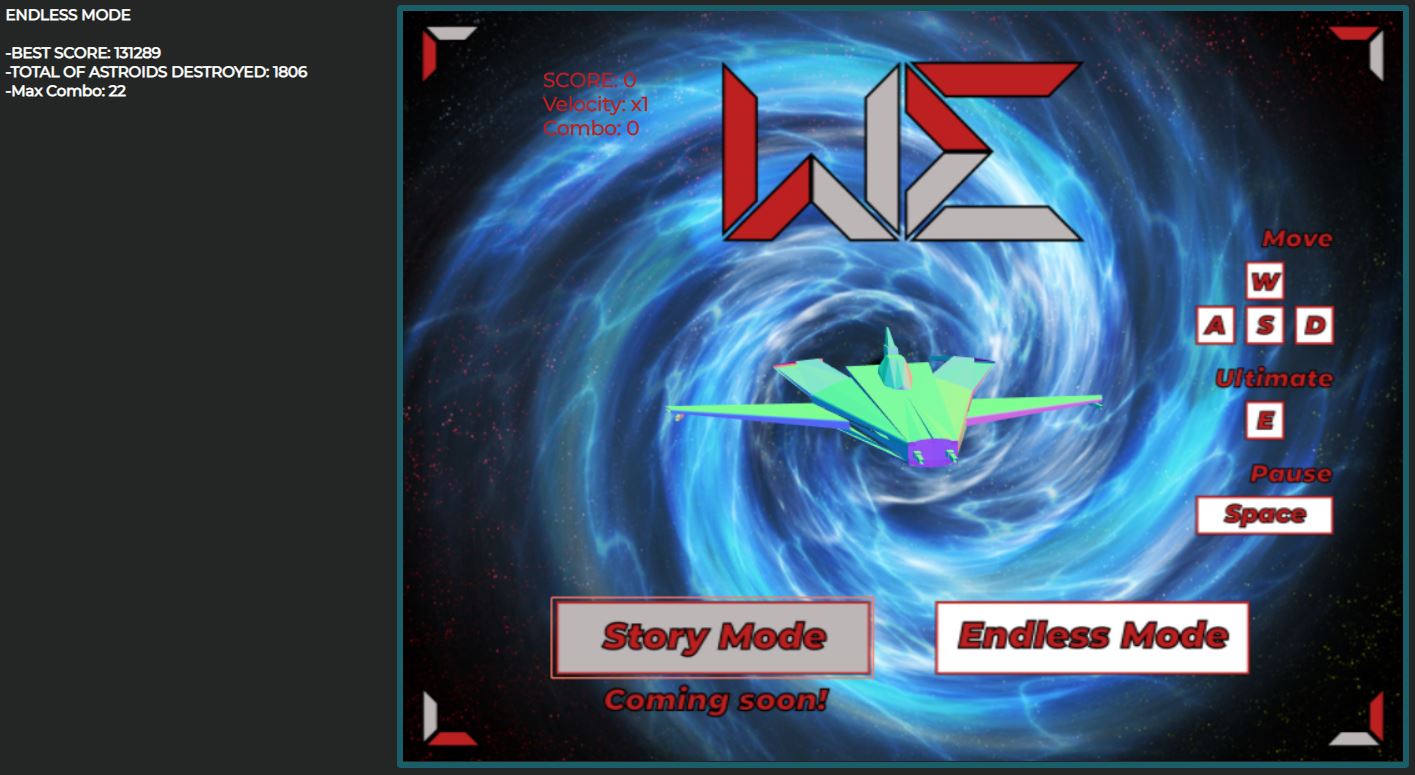 ENDLESS MODE
-BEST SCORE: 131289
-TOTAL OF ASTROIDS DESTROYED: 1806
-Max Combo: 22
SCORE: 0
Velocity: x1
Combo: 0
WE
Move
W
A S D
Ultimate
E
Pause
Space
Story Mode
Endless Mode
Coming soon!